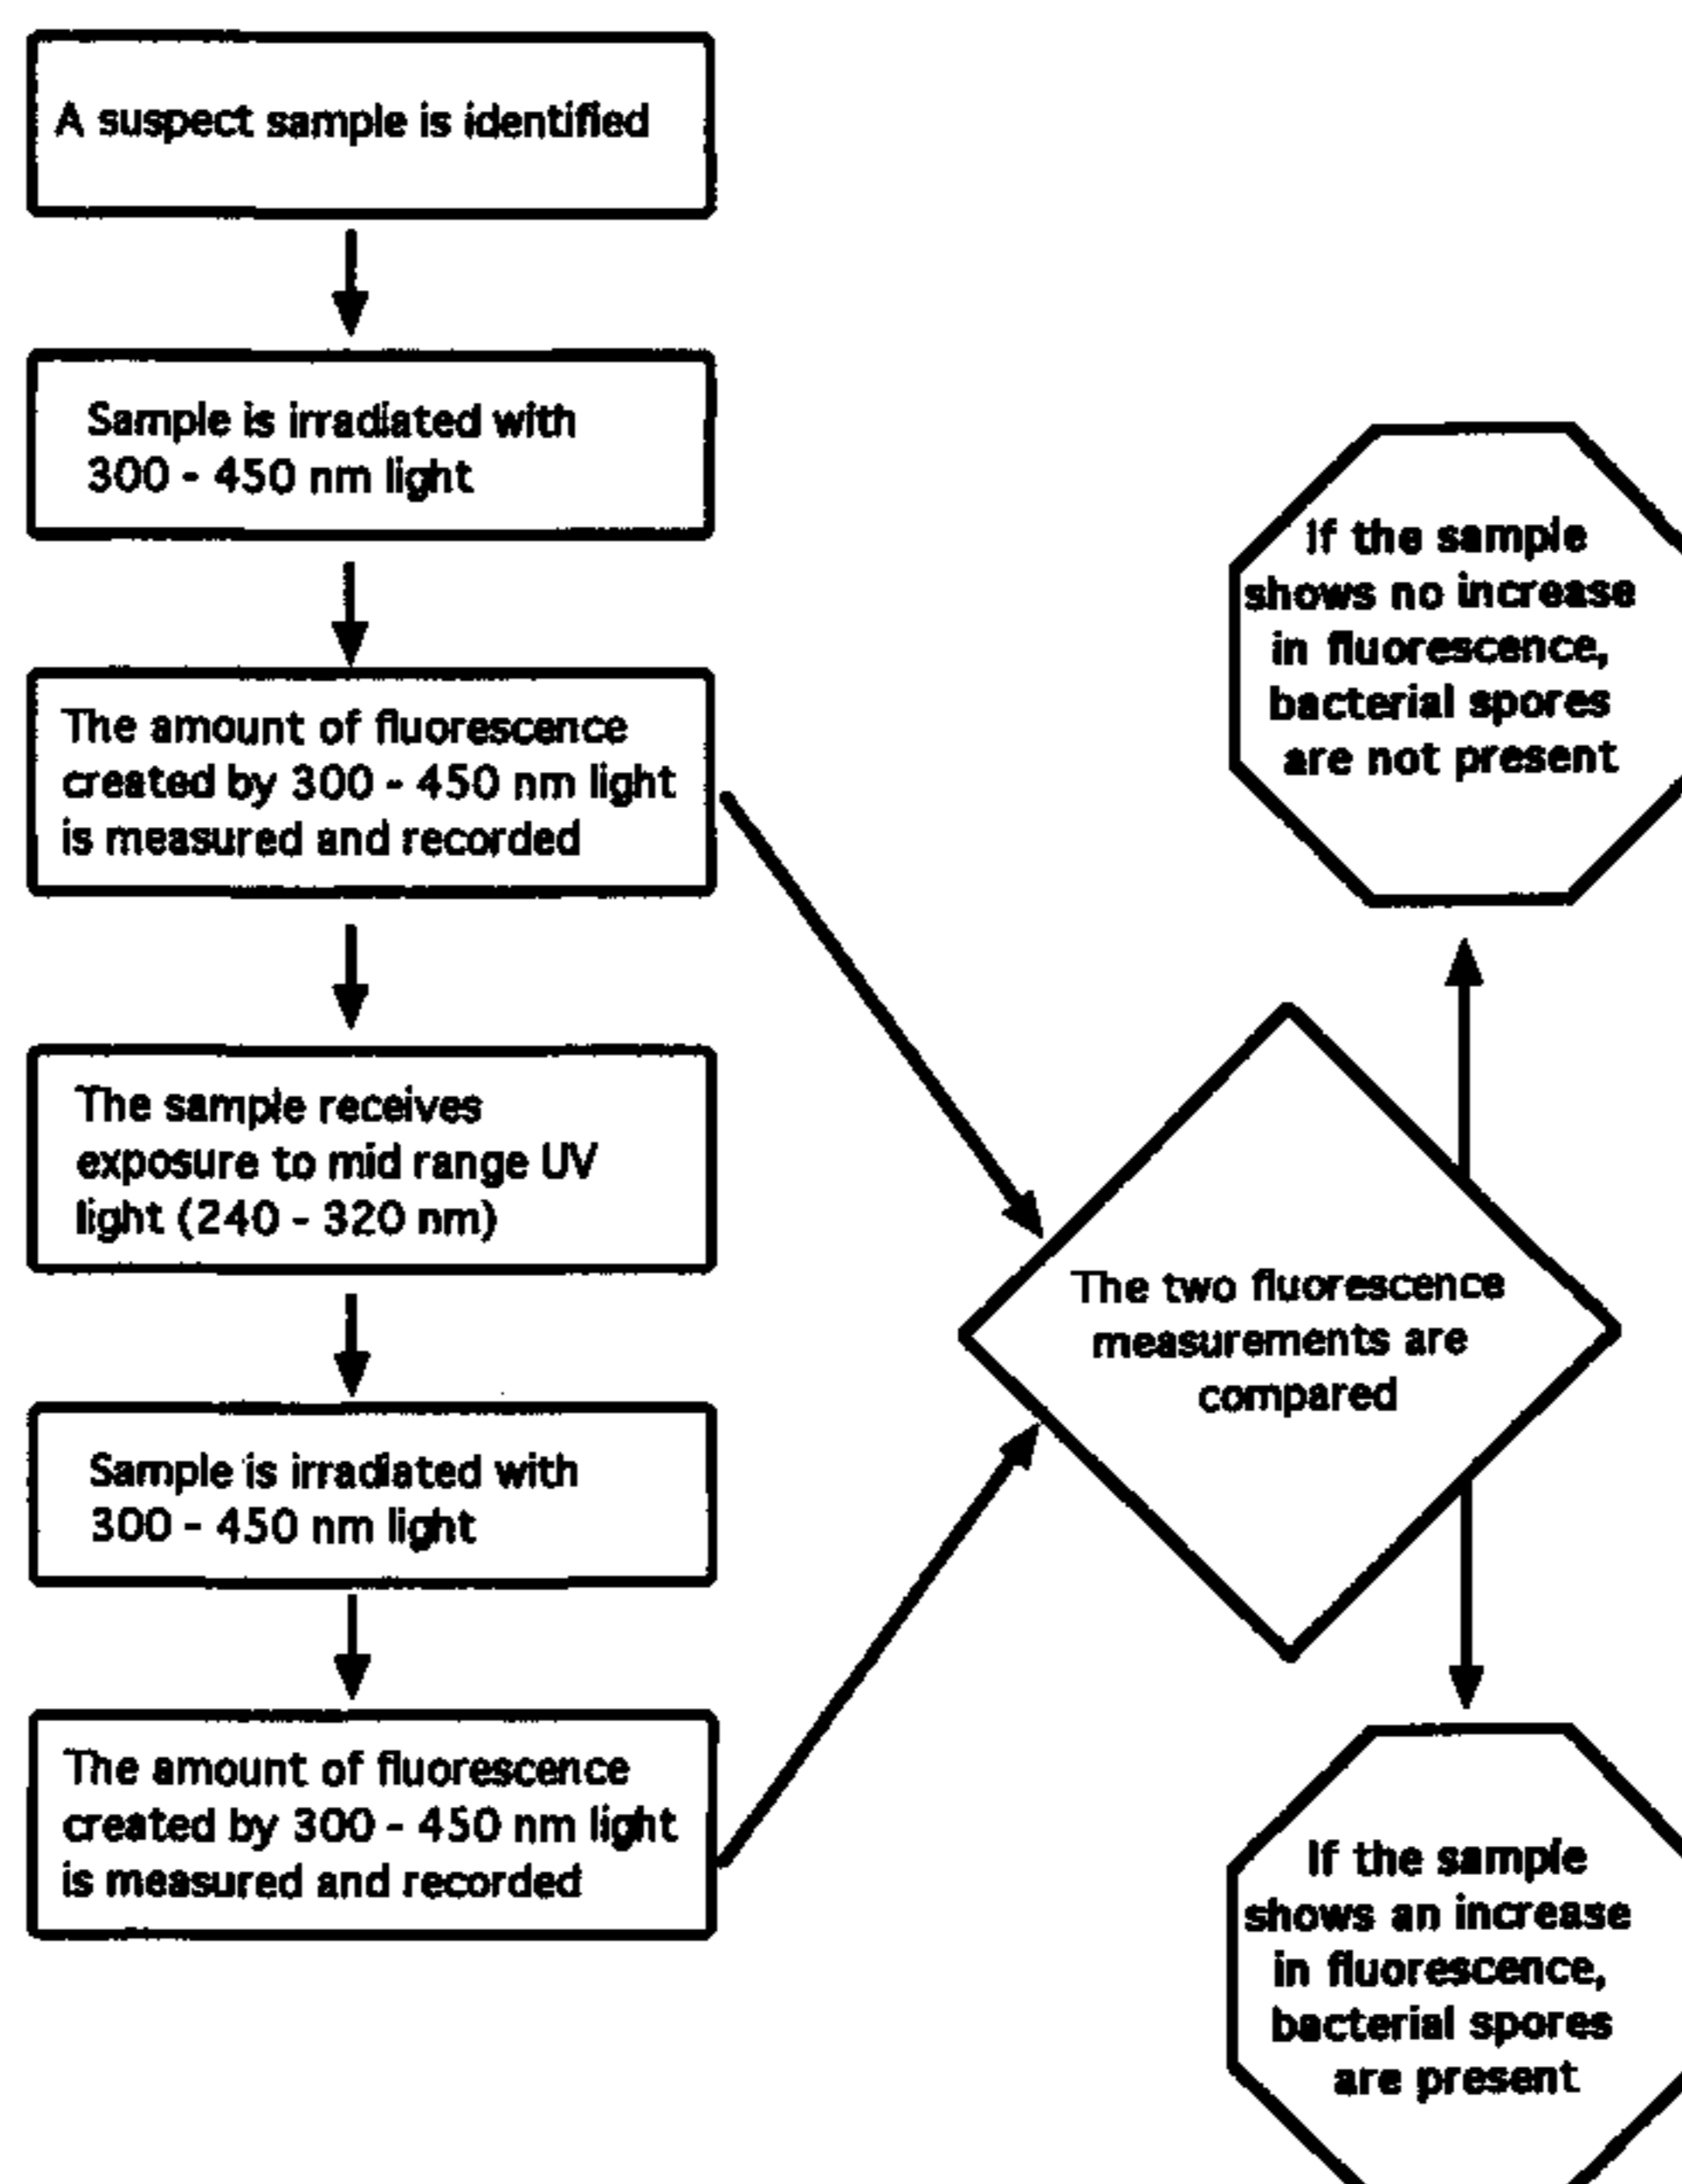 A suspect sample is identified
Sample is irradiated with
300 - 450 nm light
The amount of fluorescence
created by 300 - 450 nm light
is measured and recorded
The sample receives
exposure to mid range UV
light (240 - 320 nm)
Sample is irradiated with
300 - 450 nm light
The amount of fluorescence
created by 300 - 450 nm light
is measured and recorded
The two fluorescence
measurements are
compared
If the sample
shows no increase
in fluorescence,
bacterial spores
are not present
If the sample
shows an increase
in fluorescence,
bacterial spores
are present